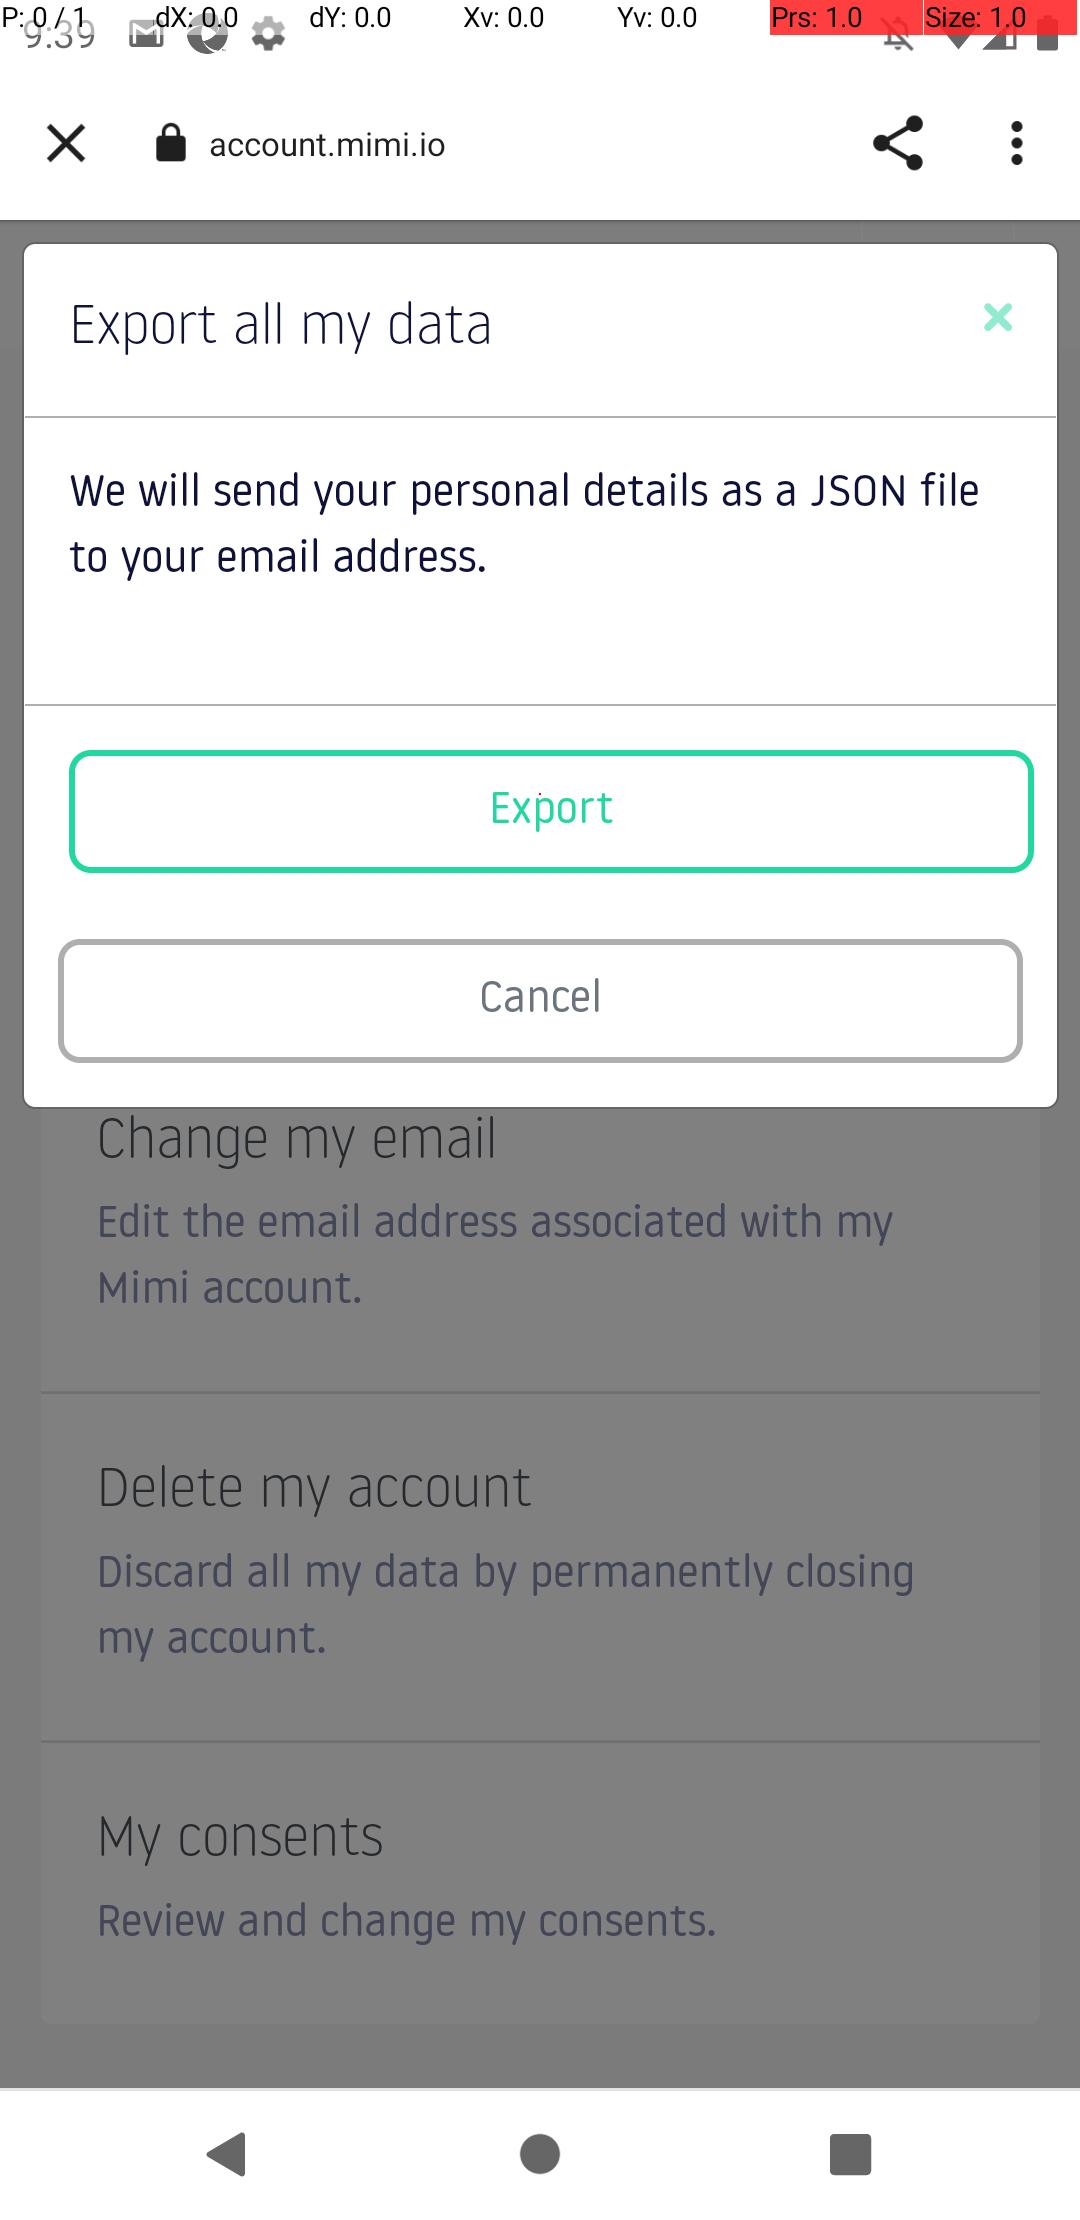 P: 0 / 1 dX: 0.0 dY: 0.0 Xv: 0.0 Yv: 0.0 Prs: 1.0 Size: 1.0
9:39
account.mimi.io
Export all my data
We will send your personal details as a JSON file
to your email address.
Export
Cancel
Change my email
Edit the email address associated with my
Mimi account.
Delete my account
Discard all my data by permanently closing
my account.
My consents
Review and change my consents.